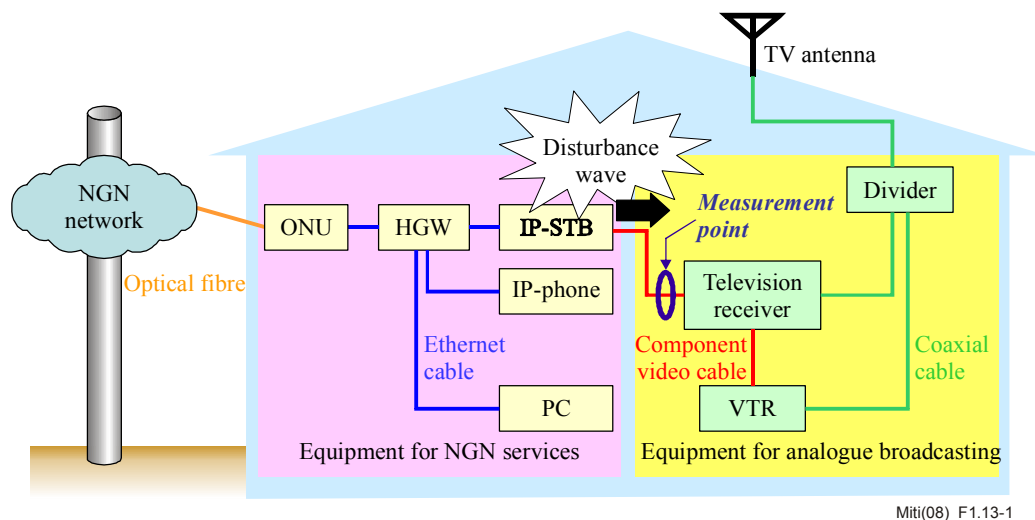 TV antenna
Disturbance
wave
NGN
network
Divider
Measurement
point
ONU
HGW
IP-STB
Optical fibre
IP-phone
Television
receiver
Ethernet
cable
Component
video cable
Coaxial
cable
PC
VTR
Equipment for NGN services
Equipment for analogue broadcasting
Miti(08)_F1.13-1